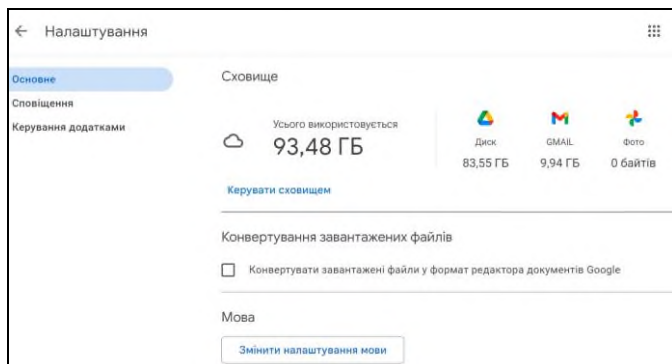 Налаштування
Основне
Сповіщення
Керування додатками
Сховище
Усього використовується
93,48 ГБ
Диск
83,55 ГБ
GMAIL
9,94 ГБ
Фото
0 байтів
Керувати сховищем
Конвертування завантажених файлів
Конвертувати завантажені файли у формат редактора документів Google
Мова
Змінити налаштування мови